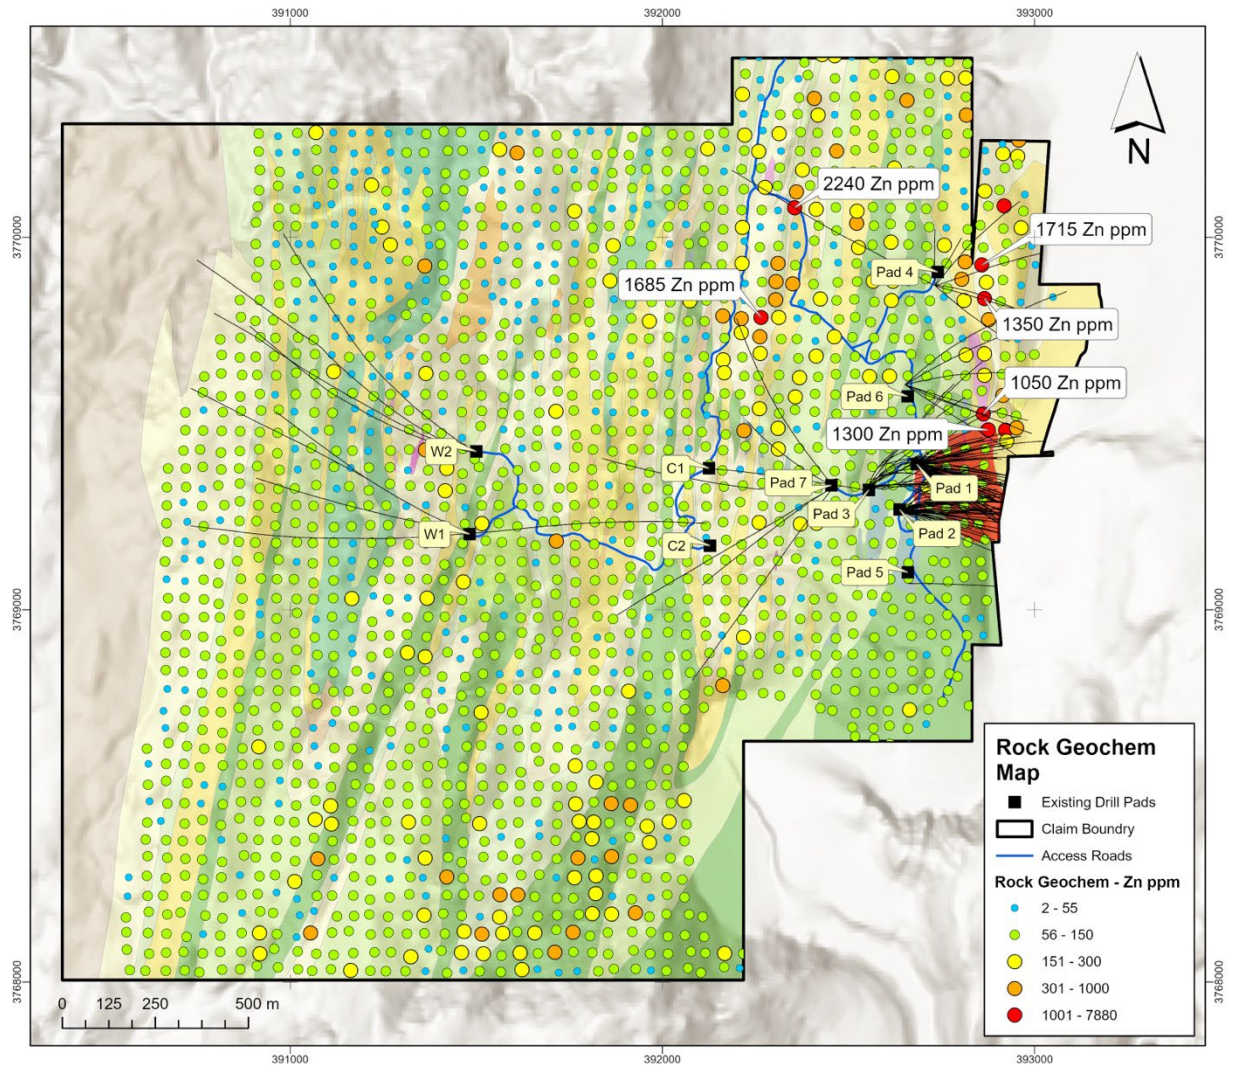 391000
392000
393000
N
2240 Zn ppm
1715 Zn ppm
3770000
3770000
Pad 4
1685 Zn ppm
1350 Zn ppm
1050 Zn ppm
Pad 6
1300 Zn ppm
W2
C1
Pad 7
Pad 1
Pad 3
W1
C2
Pad 2
Pad 5
3769000
3769000
Rock Geochem
Map
Existing Drill Pads
Claim Boundry
Access Roads
Rock Geochem - Zn ppm
2 - 55
56 - 150
151 - 300
301 - 1000
1001 - 7880
3768000
3768000
0 125 250 500 m
391000
392000
393000